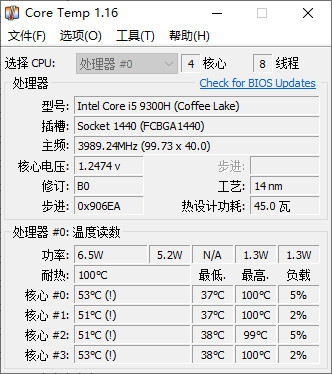 Core Temp 1.16
文件(F) 选项(O) 工具(T) 帮助(H)
选择 CPU: 处理器 #0 4 核心 8 线程
处理器 Check for BIOS Updates
型号: Intel Core i5 9300H (Coffee Lake)
插槽: Socket 1440 (FCBGA1440)
主频: 3989.24MHz (99.73 x 40.0)
核心电压: 1.2474 v 步进:
修订: B0 工艺: 14 nm
步进: 0x906EA 热设计功耗: 45.0 瓦
处理器 #0: 温度读数
功率: 6.5W 5.2W N/A 1.3W 1.3W
耐热: 100°C 最低. 最高. 负载
核心 #0: 53°C (!) 37°C 100°C 5%
核心 #1: 51°C (!) 37°C 100°C 2%
核心 #2: 51°C (!) 38°C 99°C 5%
核心 #3: 53°C (!) 38°C 100°C 2%